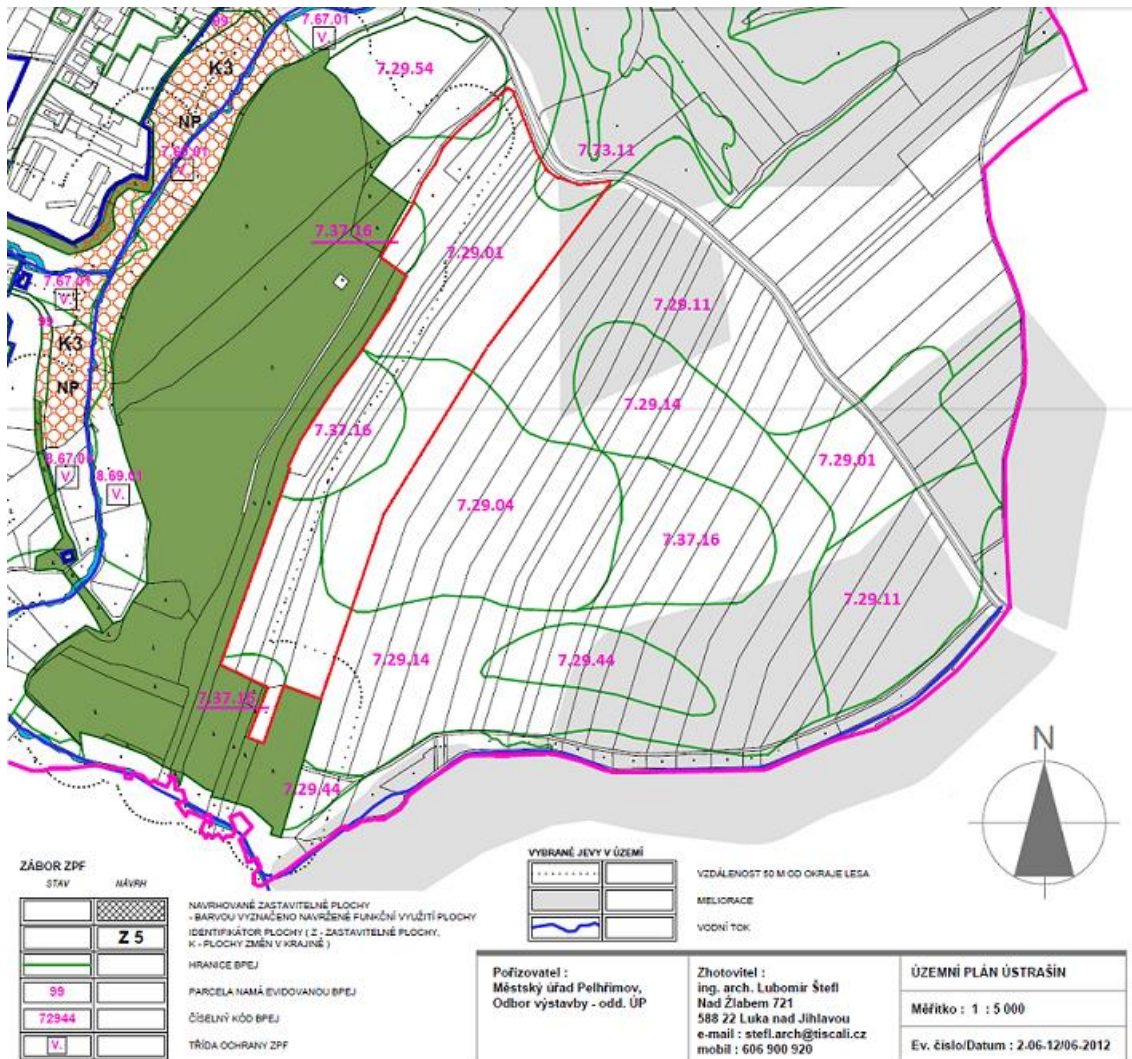 99
7.67.01
V.
K3
7.29.54
NP
7.69.01
V.
7.73.11
7.37.16
7.29.01
7.67.01
V.
99
7.29.11
K3
NP
7.29.14
7.37.16
7.29.01
8.67.01
V.
8.69.01
V.
7.29.04
7.37.16
7.29.11
7.29.14
7.29.44
7.37.15
7.29.44
N
ZÁBOR ZPF
STAV NÁVRH
NAVRHOVANÉ ZASTAVITELNÉ PLOCHY
- BARVOU VYZNAČENO NAVRŽENÉ FUNKČNÍ VYUŽITÍ PLOCHY
Z 5
IDENTIFIKÁTOR PLOCHY ( Z - ZASTAVITELNÉ PLOCHY,
K - PLOCHY ZMĚN V KRAJINĚ )
HRANICE BPEJ
99 PARCELA NAMÁ EVIDOVANOU BPEJ
72944 ČÍSELNÝ KÓD BPEJ
V. TŘÍDA OCHRANY ZPF
VYBRANÉ JEVY V ÚZEMÍ
VZDÁLENOST 50 M OD OKRAJE LESA
MELIORACE
VODNÍ TOK
Pořizovatel :
Městský úřad Pelhřimov,
Odbor výstavby - odd. ÚP
Zhotovitel :
ing. arch. Lubomír Štefl
Nad Žlabem 721
588 22 Luka nad Jihlavou
e-mail : stefl.arch@tiscali.cz
mobil : 606 900 920
ÚZEMNÍ PLÁN ÚSTRAŠÍN
Měřítko : 1 : 5 000
Ev. číslo/Datum : 2-06-12/06-2012